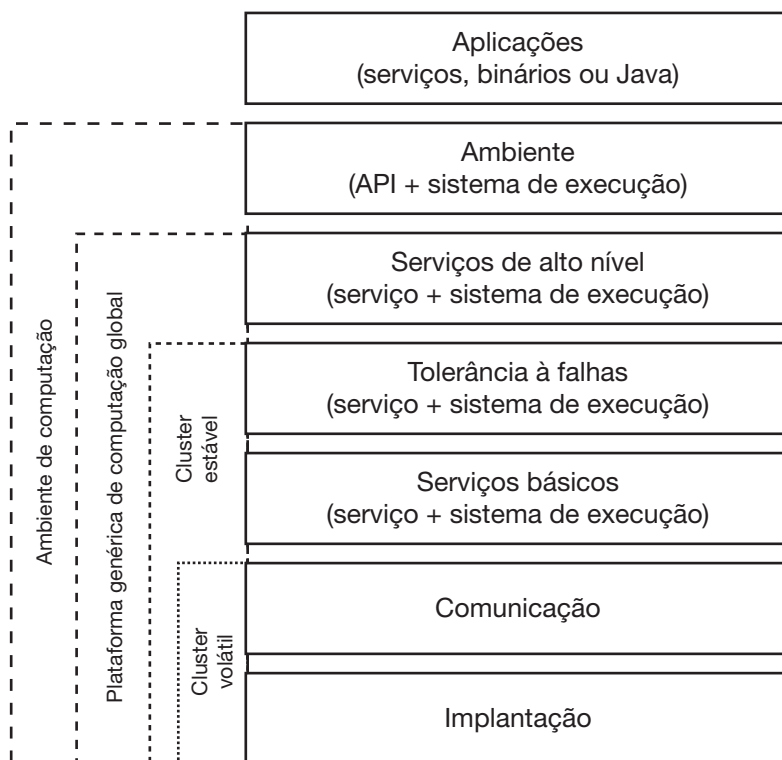 Aplicações
(serviços, binários ou Java)
Ambiente
(API + sistema de execução)
Serviços de alto nível
(serviço + sistema de execução)
Tolerância à falhas
(serviço + sistema de execução)
Serviços básicos
(serviço + sistema de execução)
Comunicação
Implantação
Ambiente de computação
Plataforma genérica de computação global
Cluster
estável
Cluster
volátil